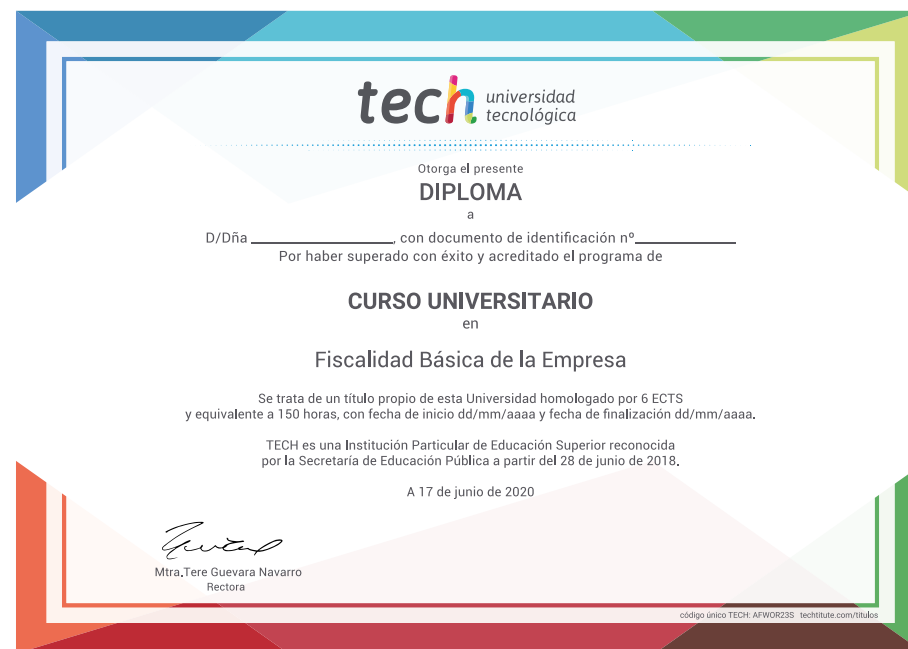 tech universidad
tecnológica
Otorga el presente
DIPLOMA
a
D/Dña ____________________, con documento de identificación nº______________
Por haber superado con éxito y acreditado el programa de
CURSO UNIVERSITARIO
en
Fiscalidad Básica de la Empresa
Se trata de un título propio de esta Universidad homologado por 6 ECTS
y equivalente a 150 horas, con fecha de inicio dd/mm/aaaa y fecha de finalización dd/mm/aaaa.
TECH es una Institución Particular de Educación Superior reconocida
por la Secretaría de Educación Pública a partir del 28 de junio de 2018.
A 17 de junio de 2020
Mtra.Tere Guevara Navarro
Rectora
código único TECH: AFWOR23S techtitute.com/titulos